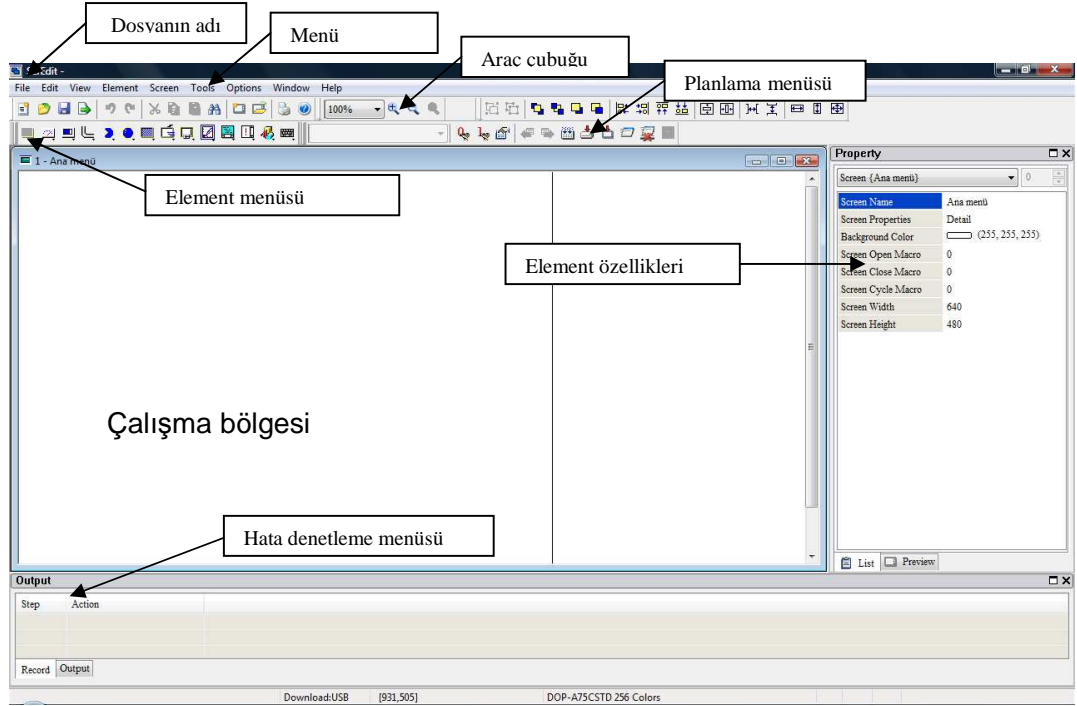 Dosyanın adı
Menü
Araç çubuğu
Planlama menüsü
ScrEdit -
File Edit View Element Screen Tools Options Window Help
100%
1 - Ana menü
Element menüsü
Element özellikleri
Çalışma bölgesi
Hata denetleme menüsü
Property
Screen {Ana menü} 0
Screen Name Ana menü
Screen Properties Detail
Background Color (255, 255, 255)
Screen Open Macro 0
Screen Close Macro 0
Screen Cycle Macro 0
Screen Width 640
Screen Height 480
List Preview
Output
Step Action
Record Output
Download:USB [931,505] DOP-A75CSTD 256 Colors